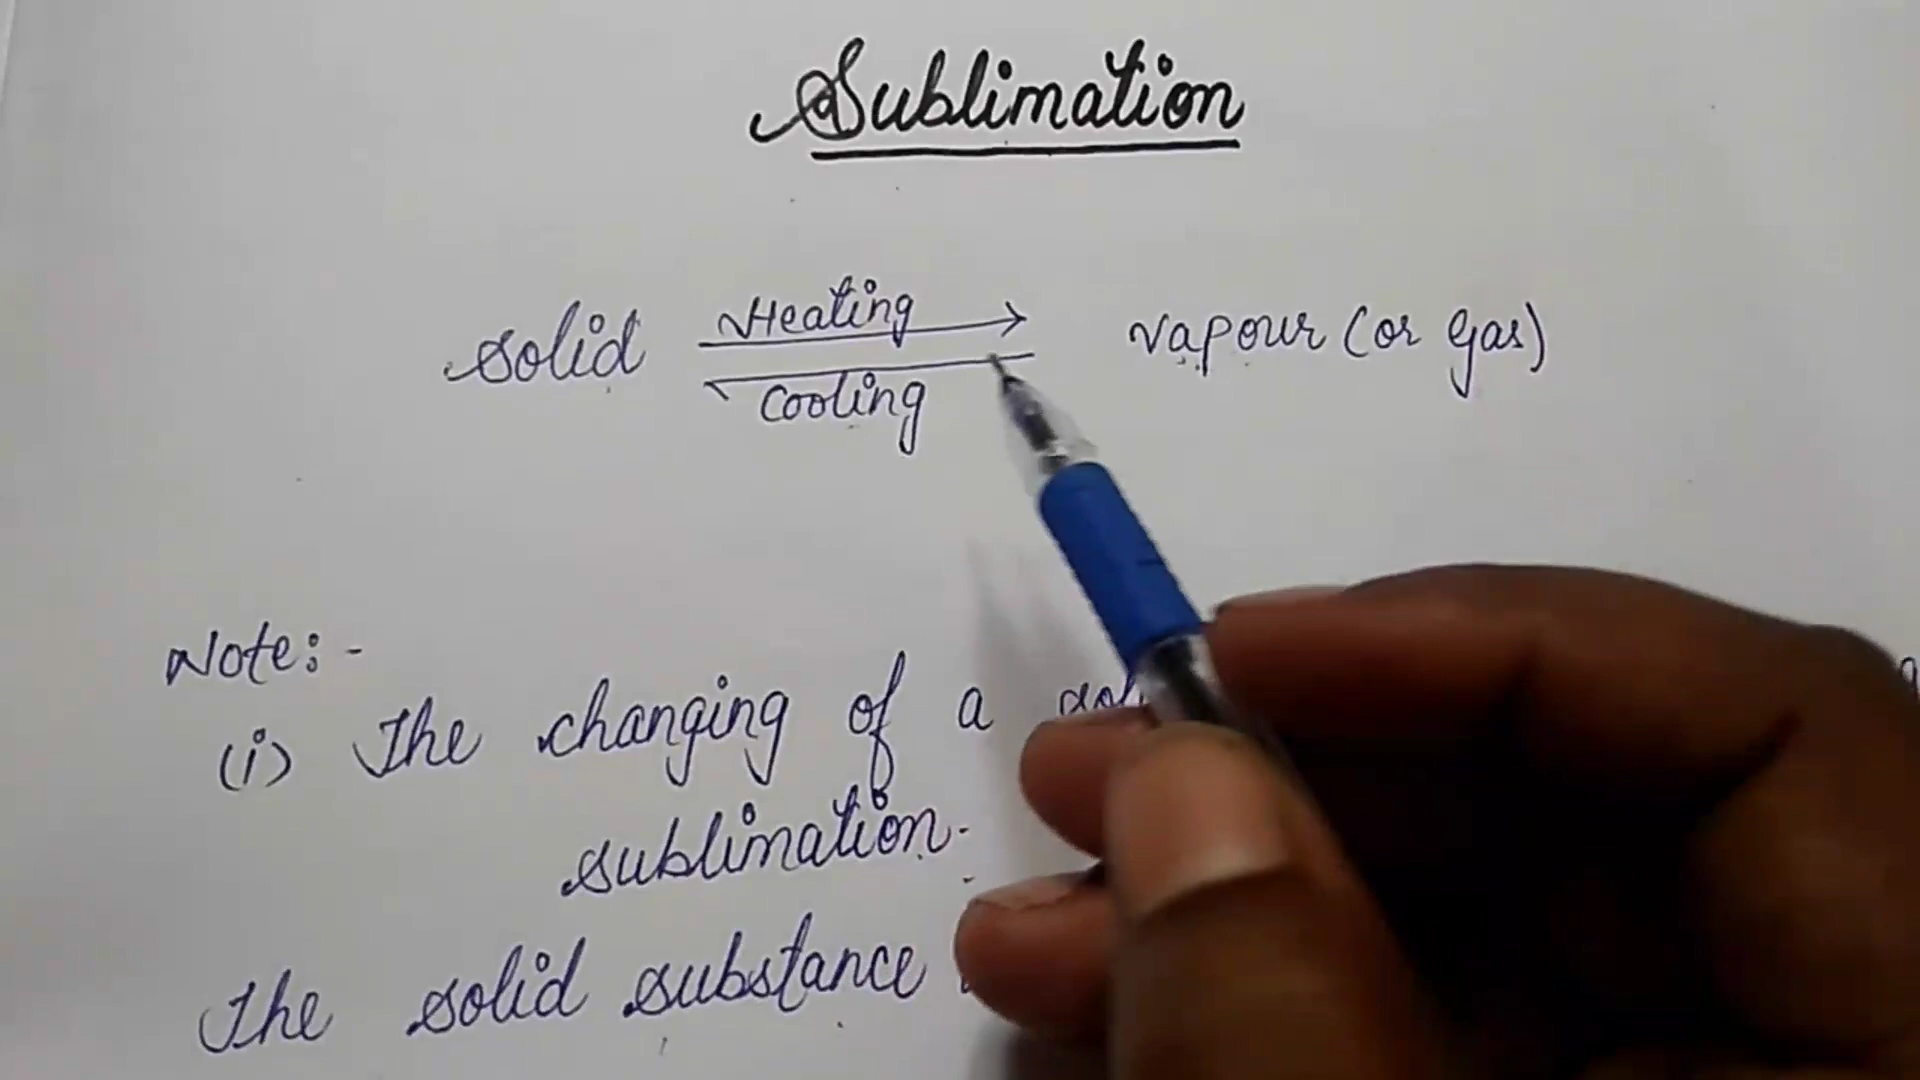 Sublimation
Heating
solid vapour (or gas)
cooling
Note:-
(i) The changing of a
sublimation.
The solid substance